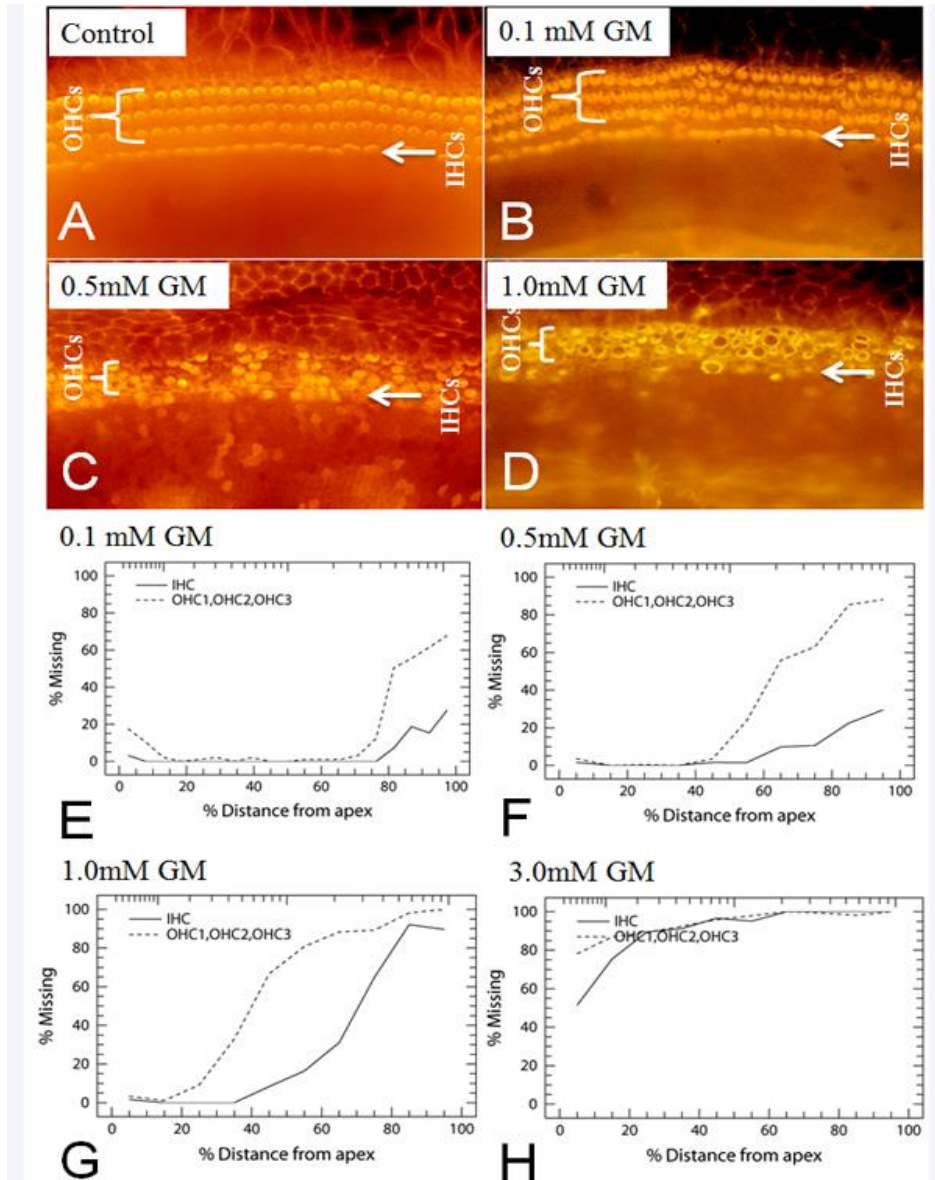 Control
OHCs
IHCs
A
0.1 mM GM
OHCs
IHCs
B
0.5mM GM
OHCs
IHCs
C
1.0mM GM
OHCs
IHCs
D
0.1 mM GM
100
80
60
40
20
0
% Missing
IHC
OHC1,OHC2,OHC3
0 20 40 60 80 100
% Distance from apex
E
0.5mM GM
100
80
60
40
20
0
% Missing
IHC
OHC1,OHC2,OHC3
0 20 40 60 80 100
% Distance from apex
F
1.0mM GM
100
80
60
40
20
0
% Missing
IHC
OHC1,OHC2,OHC3
0 20 40 60 80 100
% Distance from apex
G
3.0mM GM
100
80
60
40
20
0
% Missing
IHC
OHC1,OHC2,OHC3
0 20 40 60 80 100
% Distance from apex
H